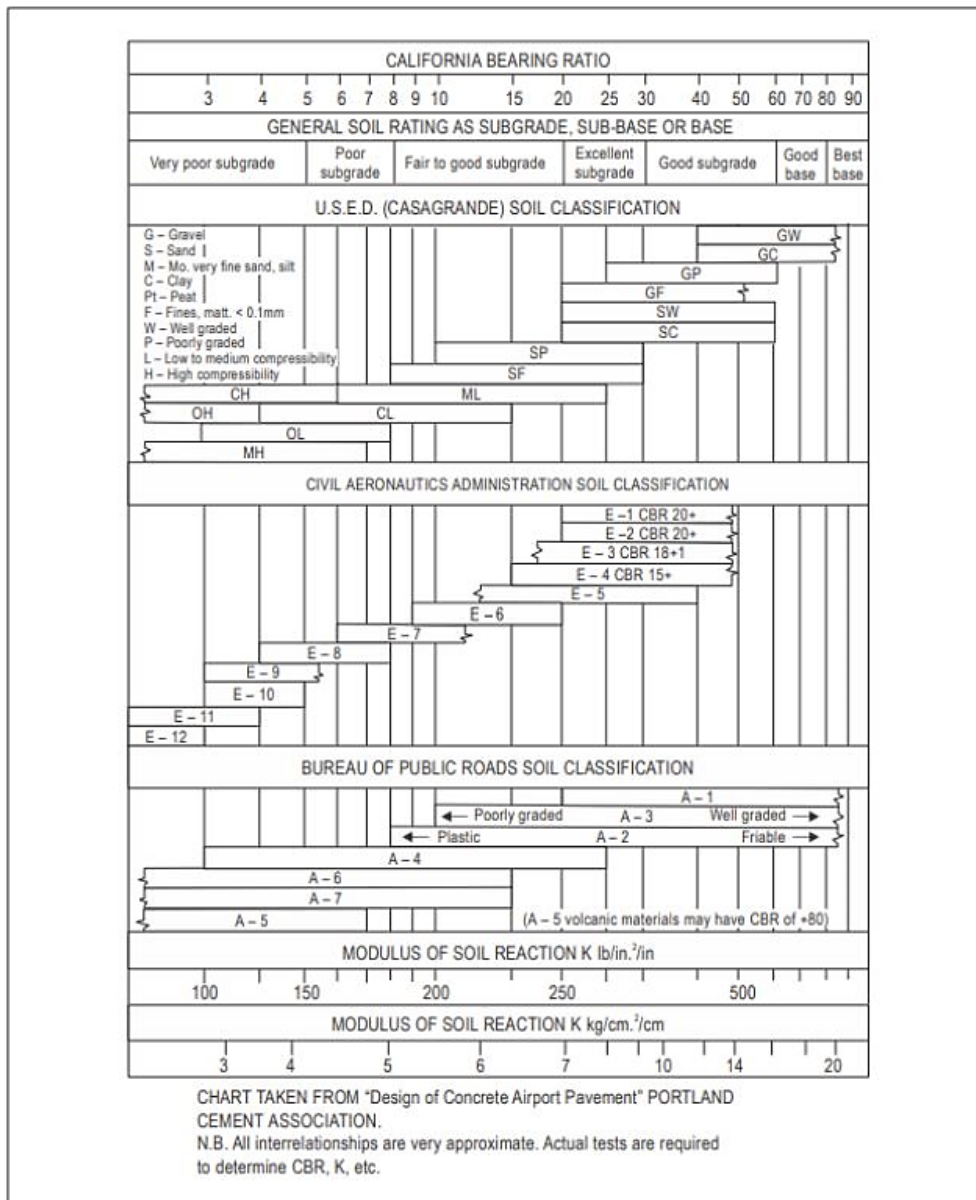 CALIFORNIA BEARING RATIO
3 4 5 6 7 8 9 10 15 20 25 30 40 50 60 70 80 90
GENERAL SOIL RATING AS SUBGRADE, SUB-BASE OR BASE
Very poor subgrade
Poor
subgrade
Fair to good subgrade
Excellent
subgrade
Good subgrade
Good
base
Best
base
U.S.E.D. (CASAGRANDE) SOIL CLASSIFICATION
G – Gravel
S – Sand
M – Mo. very fine sand, silt
C – Clay
Pt – Peat
F – Fines, matt. < 0.1mm
W – Well graded
P – Poorly graded
L – Low to medium compressibility
H – High compressibility
GW
GC
GP
GF
SW
SC
SP
SF
CH ML
OH CL
OL
MH
CIVIL AERONAUTICS ADMINISTRATION SOIL CLASSIFICATION
E –1 CBR 20+
E –2 CBR 20+
E – 3 CBR 18+1
E – 4 CBR 15+
E – 5
E – 6
E – 7
E – 8
E – 9
E – 10
E – 11
E – 12
BUREAU OF PUBLIC ROADS SOIL CLASSIFICATION
A – 1
Poorly graded A – 3 Well graded
Plastic A – 2 Friable
A – 4
A – 6
A – 7
A – 5 (A – 5 volcanic materials may have CBR of +80)
MODULUS OF SOIL REACTION K lb/in.²/in
100 150 200 250 500
MODULUS OF SOIL REACTION K kg/cm.²/cm
3 4 5 6 7 10 14 20
CHART TAKEN FROM “Design of Concrete Airport Pavement” PORTLAND
CEMENT ASSOCIATION.
N.B. All interrelationships are very approximate. Actual tests are required
to determine CBR, K, etc.